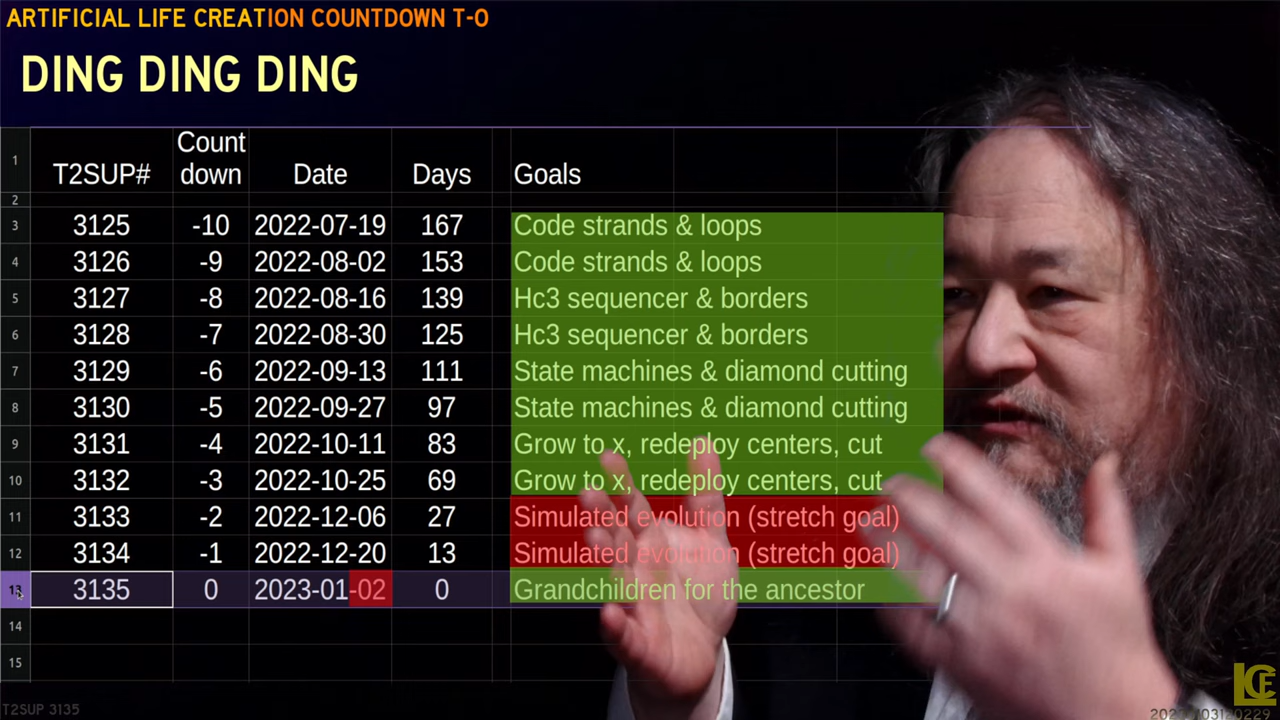 ARTIFICIAL LIFE CREATION COUNTDOWN T-0
DING DING DING
1 T2SUP# Count down Date Days Goals
2
3 3125 -10 2022-07-19 167 Code strands & loops
4 3126 -9 2022-08-02 153 Code strands & loops
5 3127 -8 2022-08-16 139 Hc3 sequencer & borders
6 3128 -7 2022-08-30 125 Hc3 sequencer & borders
7 3129 -6 2022-09-13 111 State machines & diamond cutting
8 3130 -5 2022-09-27 97 State machines & diamond cutting
9 3131 -4 2022-10-11 83 Grow to x, redeploy centers, cut
10 3132 -3 2022-10-25 69 Grow to x, redeploy centers, cut
11 3133 -2 2022-12-06 27 Simulated evolution (stretch goal)
12 3134 -1 2022-12-20 13 Simulated evolution (stretch goal)
13 3135 0 2023-01-02 0 Grandchildren for the ancestor
14
15
T2SUP 3135